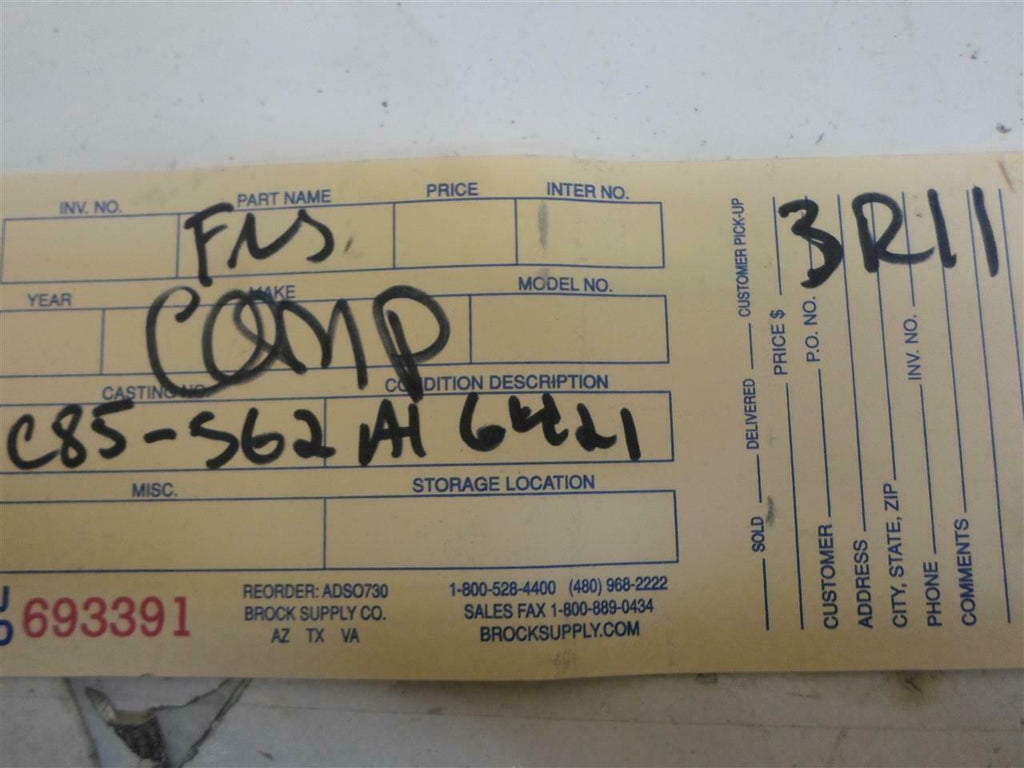 INV. NO. PART NAME PRICE INTER NO.
FNS
YEAR MAKE MODEL NO.
COMP
CASTING NO. CONDITION DESCRIPTION
C85-562 A1 6421
MISC. STORAGE LOCATION
693391
REORDER: ADSO730
BROCK SUPPLY CO.
AZ TX VA
1-800-528-4400 (480) 968-2222
SALES FAX 1-800-889-0434
BROCKSUPPLY.COM
3R11
SOLD DELIVERED CUSTOMER PICK-UP
PRICE $
CUSTOMER P.O. NO.
ADDRESS
CITY, STATE, ZIP
PHONE INV. NO.
COMMENTS